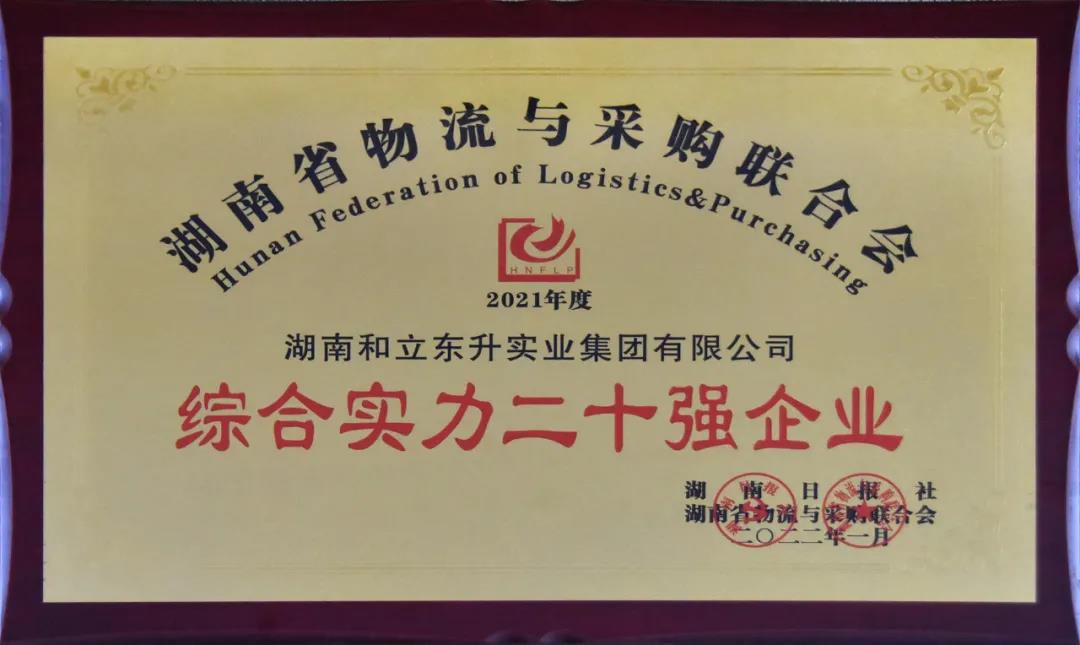 湖南省物流与采购联合会
Hunan Federation of Logistics&Purchasing
HNFLP
2021年度
湖南和立东升实业集团有限公司
综合实力二十强企业
湖南日报社
湖南省物流与采购联合会
二〇二二年一月